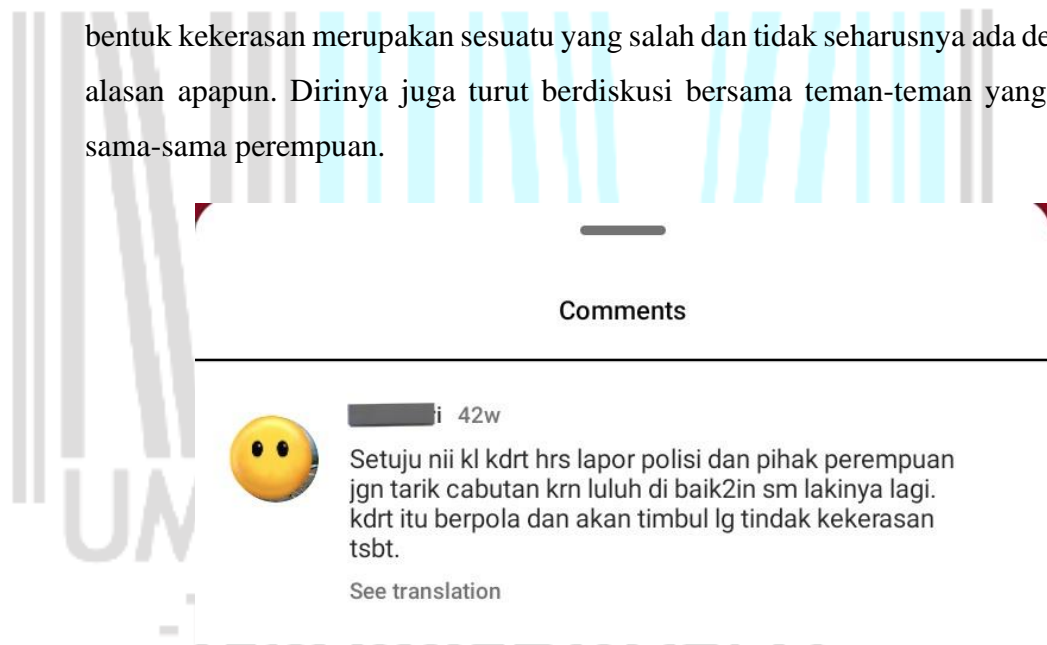 bentuk kekerasan merupakan sesuatu yang salah dan tidak seharusnya ada
alasan apapun. Dirinya juga turut berdiskusi bersama teman-teman yang
sama-sama perempuan.
Comments
i 42w
Setuju nii kl kdrt hrs lapor polisi dan pihak perempuan
jgn tarik cabutan krn luluh di baik2in sm lakinya lagi.
kdrt itu berpola dan akan timbul lg tindak kekerasan
tsbt.
See translation